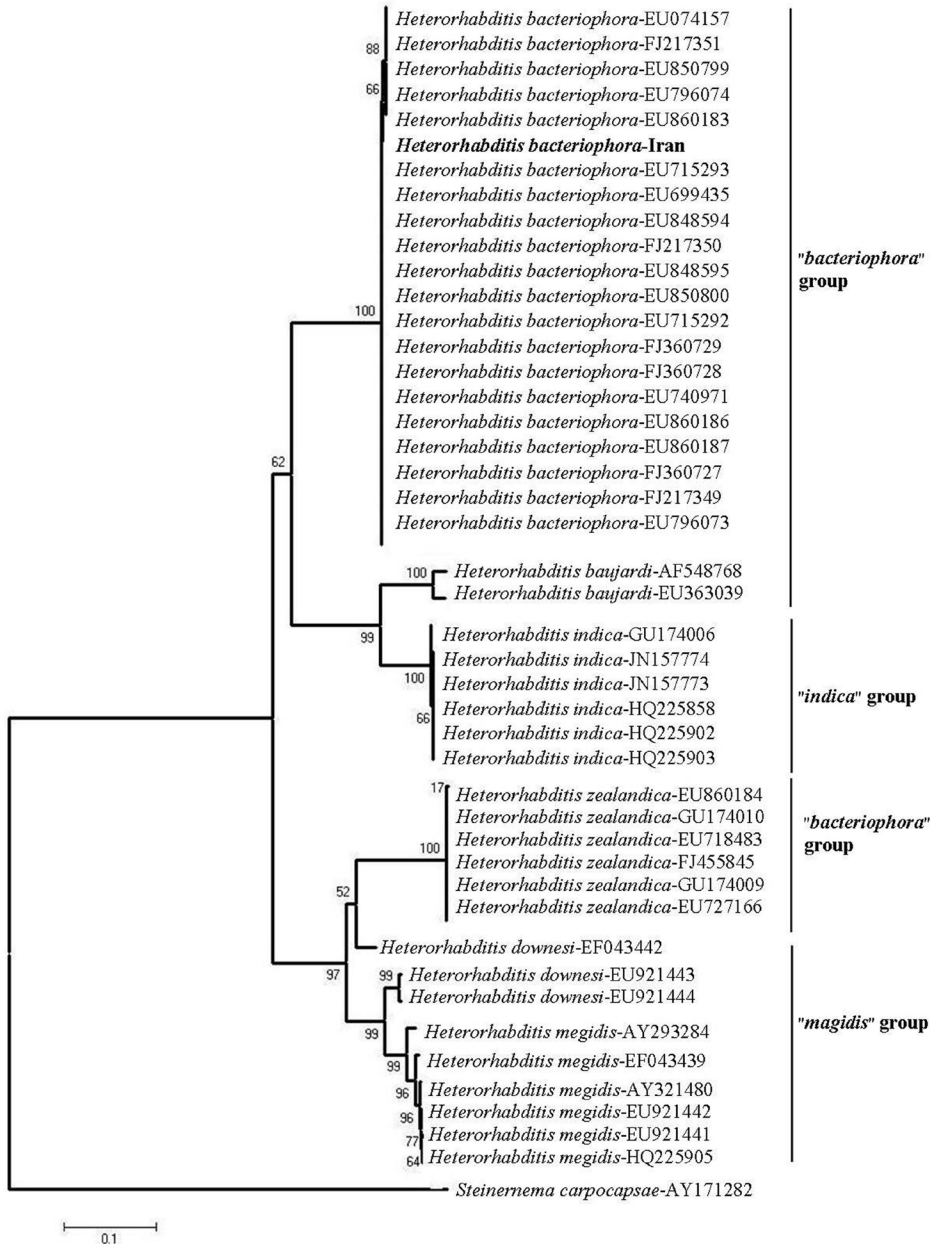 Heterorhabditis bacteriophora-EU074157
88
Heterorhabditis bacteriophora-FJ217351
Heterorhabditis bacteriophora-EU850799
66
Heterorhabditis bacteriophora-EU796074
Heterorhabditis bacteriophora-EU860183
Heterorhabditis bacteriophora-Iran
Heterorhabditis bacteriophora-EU715293
Heterorhabditis bacteriophora-EU699435
Heterorhabditis bacteriophora-EU848594
Heterorhabditis bacteriophora-FJ217350
Heterorhabditis bacteriophora-EU848595
Heterorhabditis bacteriophora-EU850800
100
Heterorhabditis bacteriophora-EU715292
Heterorhabditis bacteriophora-FJ360729
Heterorhabditis bacteriophora-FJ360728
Heterorhabditis bacteriophora-EU740971
Heterorhabditis bacteriophora-EU860186
Heterorhabditis bacteriophora-EU860187
62
Heterorhabditis bacteriophora-FJ360727
Heterorhabditis bacteriophora-FJ217349
Heterorhabditis bacteriophora-EU796073
100
Heterorhabditis baujardi-AF548768
Heterorhabditis baujardi-EU363039
"bacteriophora"
group
99
Heterorhabditis indica-GU174006
Heterorhabditis indica-JN157774
100
Heterorhabditis indica-JN157773
Heterorhabditis indica-HQ225858
66
Heterorhabditis indica-HQ225902
Heterorhabditis indica-HQ225903
"indica" group
17
Heterorhabditis zealandica-EU860184
Heterorhabditis zealandica-GU174010
Heterorhabditis zealandica-EU718483
100
Heterorhabditis zealandica-FJ455845
Heterorhabditis zealandica-GU174009
Heterorhabditis zealandica-EU727166
"bacteriophora"
group
52
Heterorhabditis downesi-EF043442
97
99
Heterorhabditis downesi-EU921443
Heterorhabditis downesi-EU921444
99
Heterorhabditis megidis-AY293284
99
Heterorhabditis megidis-EF043439
96
Heterorhabditis megidis-AY321480
96
Heterorhabditis megidis-EU921442
77
Heterorhabditis megidis-EU921441
64
Heterorhabditis megidis-HQ225905
"magidis" group
Steinernema carpocapsae-AY171282
0.1